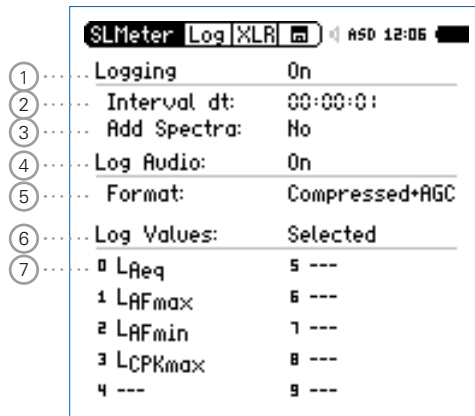 SLMeter Log XLR ASD 12:06
1 Logging On
2 Interval dt: 00:00:01
3 Add Spectra: No
4 Log Audio: On
5 Format: Compressed+AGC
6 Log Values: Selected
7 0 LAeq 5 ---
1 LAFmax 6 ---
2 LAFmin 7 ---
3 LCPKmax 8 ---
4 --- 9 ---